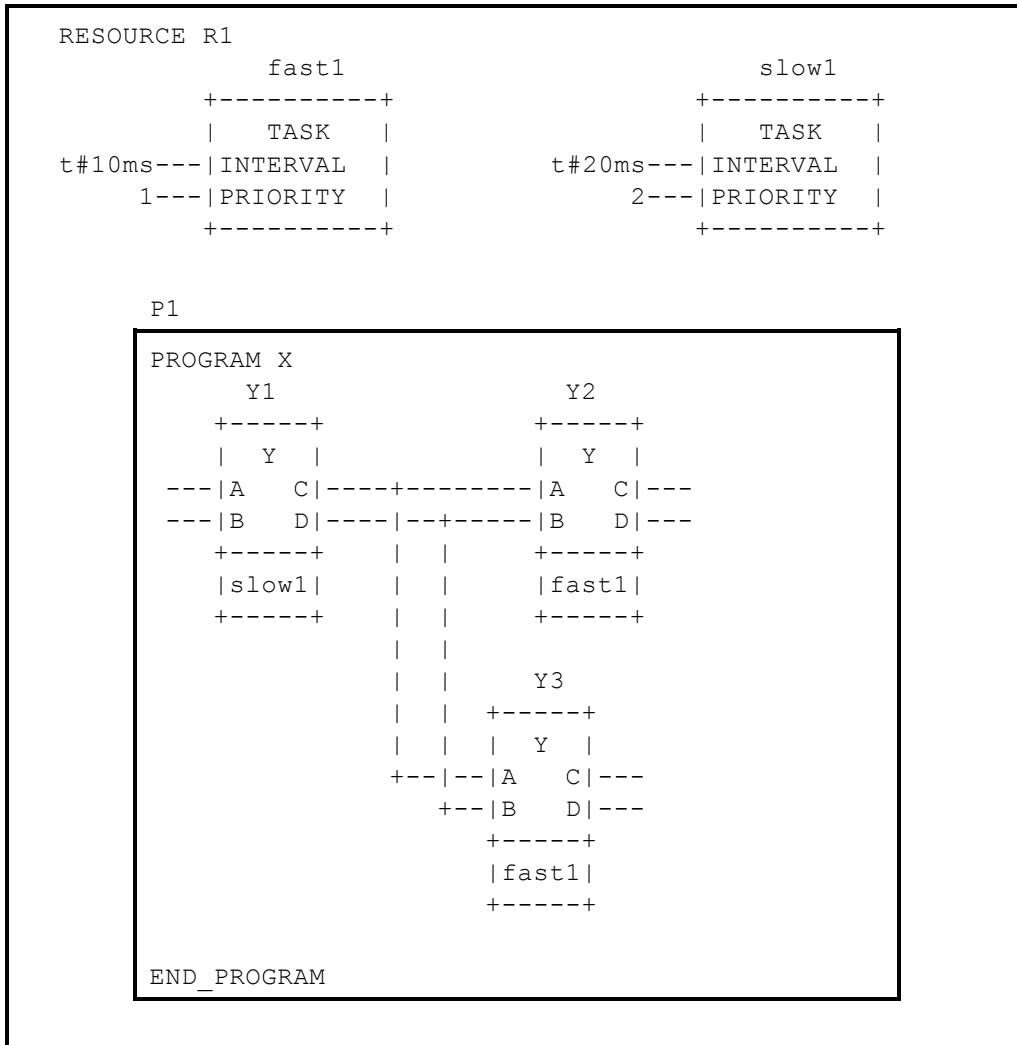 RESOURCE R1
fast1 slow1
+----------+ +----------+
| TASK | | TASK |
t#10ms---|INTERVAL | t#20ms---|INTERVAL |
1---|PRIORITY | 2---|PRIORITY |
+----------+ +----------+
P1
PROGRAM X
Y1 Y2
+-----+ +-----+
| Y | | Y |
---|A C|----+--------|A C|---
---|B D|----|--+-----|B D|---
+-----+ | | +-----+
|slow1| | | |fast1|
+-----+ | | +-----+
| |
| | Y3
| | +-----+
| | | Y |
+--|--|A C|---
+--|B D|---
+-----+
|fast1|
+-----+
END_PROGRAM